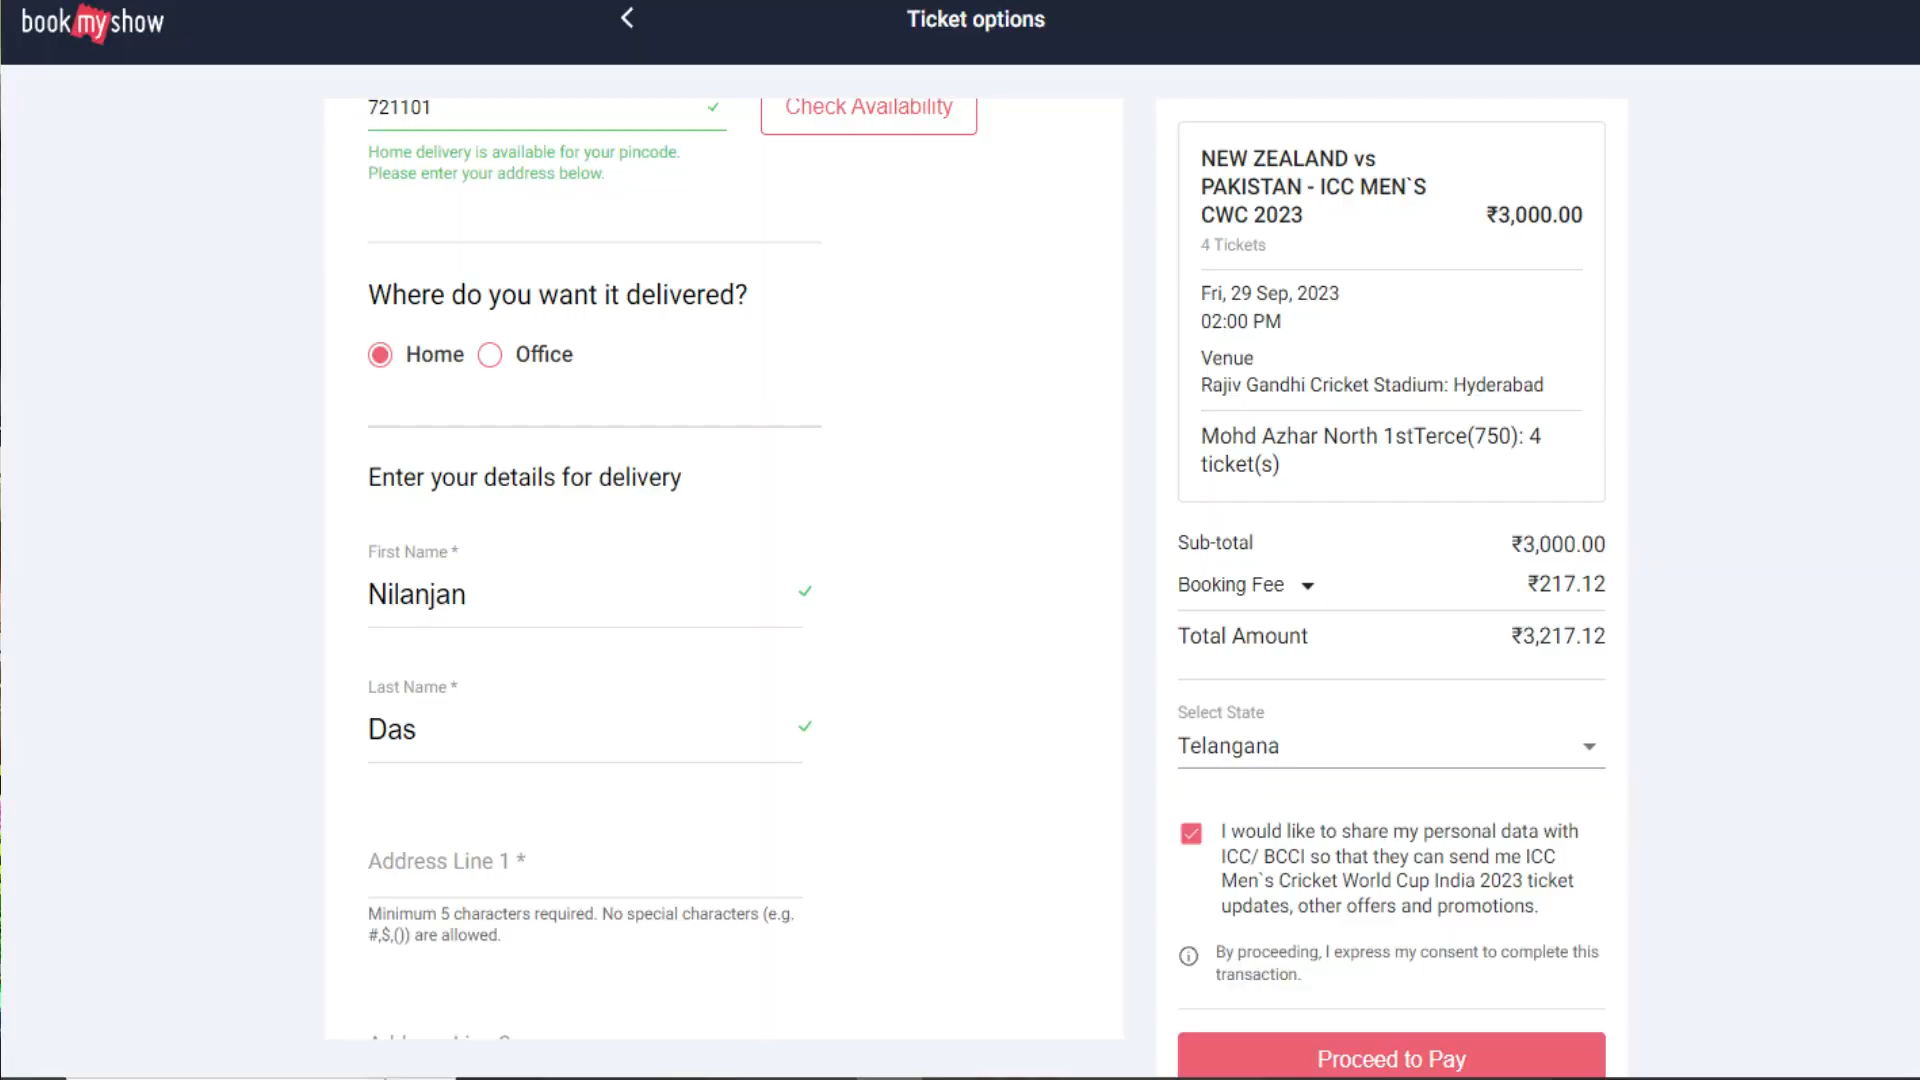 bookmyshow
Ticket options
721101
Check Availability
Home delivery is available for your pincode.
Please enter your address below.
Where do you want it delivered?
Home
Office
Enter your details for delivery
First Name *
Nilanjan
Last Name *
Das
Address Line 1 *
Minimum 5 characters required. No special characters (e.g.
#,$,()) are allowed.
NEW ZEALAND vs
PAKISTAN - ICC MEN`S
CWC 2023 ₹3,000.00
4 Tickets
Fri, 29 Sep, 2023
02:00 PM
Venue
Rajiv Gandhi Cricket Stadium: Hyderabad
Mohd Azhar North 1stTerce(750): 4
ticket(s)
Sub-total ₹3,000.00
Booking Fee ₹217.12
Total Amount ₹3,217.12
Select State
Telangana
I would like to share my personal data with
ICC/ BCCI so that they can send me ICC
Men`s Cricket World Cup India 2023 ticket
updates, other offers and promotions.
By proceeding, I express my consent to complete this
transaction.
Proceed to Pay